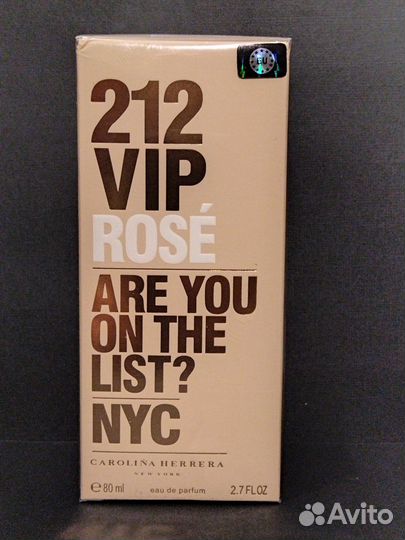 EU
212
VIP
ROSÉ
ARE YOU
ON THE
LIST?
NYC
CAROLINA HERRERA
NEW YORK
℮ 80 ml eau de parfum 2.7 FL OZ
Avito